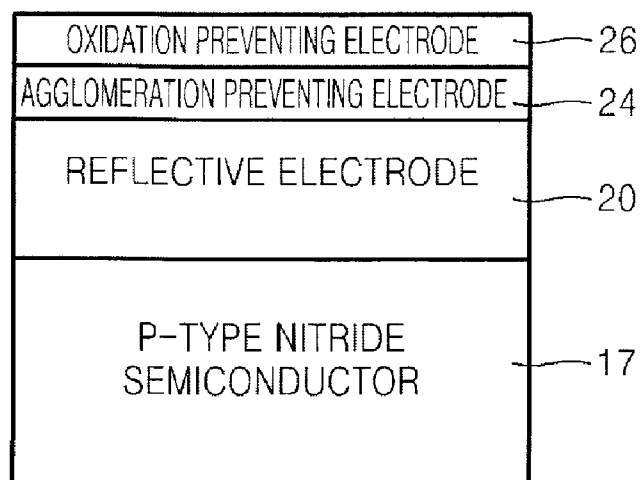 OXIDATION PREVENTING ELECTRODE 26
AGGLOMERATION PREVENTING ELECTRODE 24
REFLECTIVE ELECTRODE 20
P-TYPE NITRIDE
SEMICONDUCTOR 17